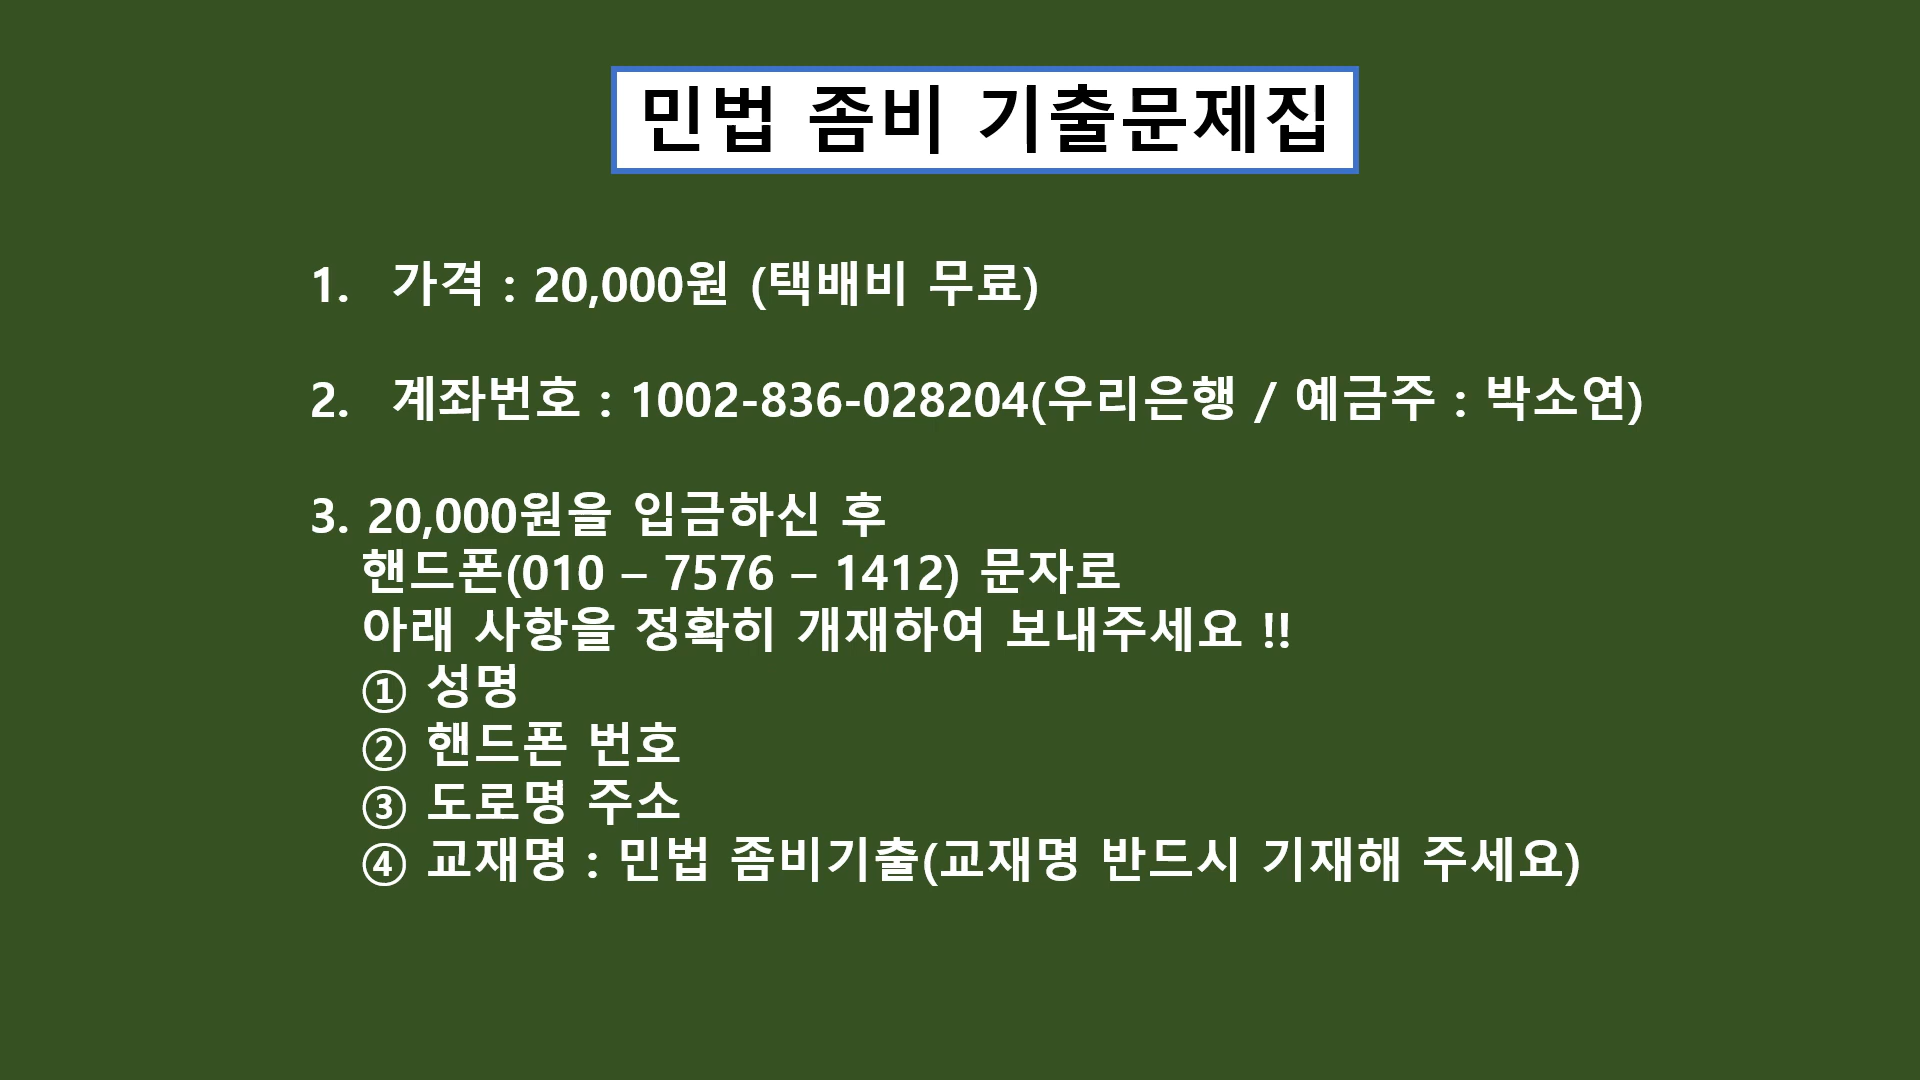 민법 좀비 기출문제집
1. 가격 : 20,000원 (택배비 무료)
2. 계좌번호 : 1002-836-028204(우리은행 / 예금주 : 박소연)
3. 20,000원을 입금하신 후
핸드폰(010 – 7576 – 1412) 문자로
아래 사항을 정확히 개재하여 보내주세요 !!
① 성명
② 핸드폰 번호
③ 도로명 주소
④ 교재명 : 민법 좀비기출(교재명 반드시 기재해 주세요)